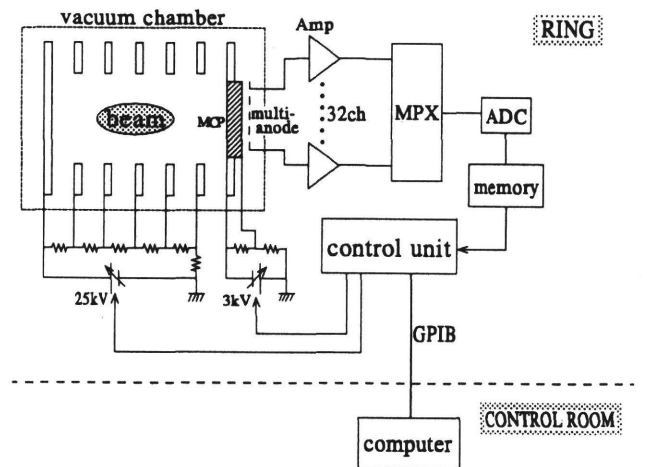 vacuum chamber
Amp
RING
beam
MCP
multi-
anode
32ch
MPX
ADC
memory
control unit
25kV
3kV
GPIB
CONTROL ROOM
computer